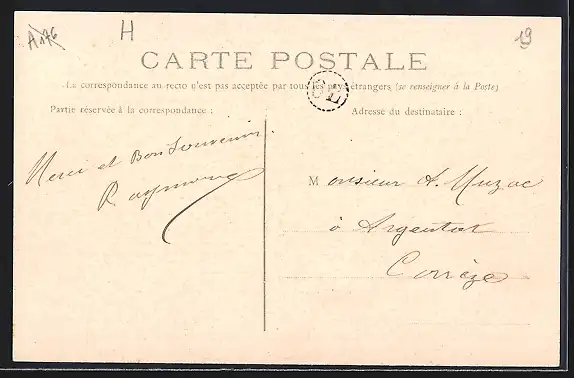 A176
H
19
CARTE POSTALE
La correspondance au recto n'est pas acceptée par tous les pays étrangers (se renseigner à la Poste)
Partie réservée à la correspondance :
Adresse du destinataire :
Merci et Bon Souvenir.
Raymond
Monsieur A. Muzac
à Argentat
Corrèze